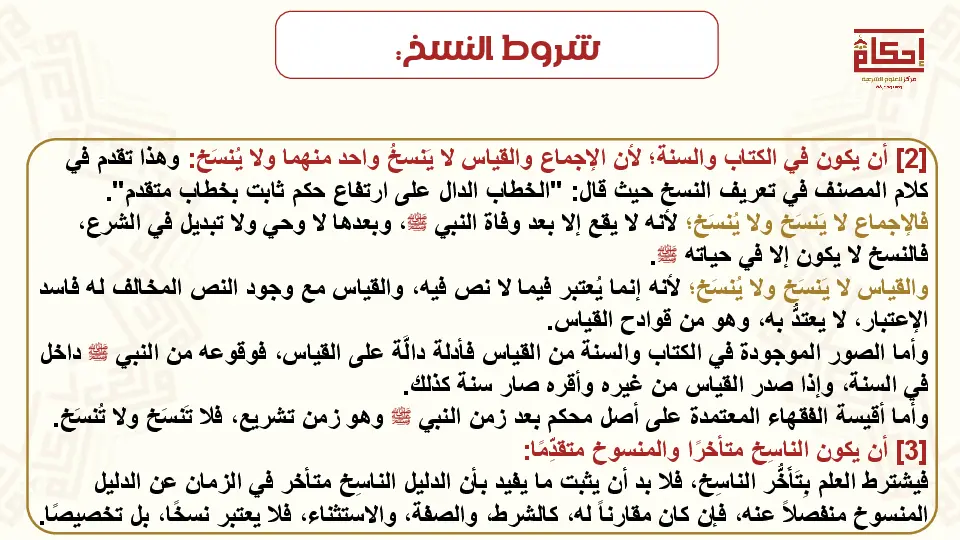 شروط النسخ:
إحكام
مركز للعلوم الشرعية
[2] أن يكون في الكتاب والسنة؛ لأن الإجماع والقياس لا يَنسخُ واحد منهما ولا يُنسَخ: وهذا تقدم في
كلام المصنف في تعريف النسخ حيث قال: "الخطاب الدال على ارتفاع حكم ثابت بخطاب متقدم".
فالإجماع لا يَنسَخ ولا يُنسَخ؛ لأنه لا يقع إلا بعد وفاة النبي ﷺ، وبعدها لا وحي ولا تبديل في الشرع،
فالنسخ لا يكون إلا في حياته ﷺ.
والقياس لا يَنسَخ ولا يُنسَخ؛ لأنه إنما يُعتبر فيما لا نص فيه، والقياس مع وجود النص المخالف له فاسد
الإعتبار، لا يعتدُّ به، وهو من قوادح القياس.
وأما الصور الموجودة في الكتاب والسنة من القياس فأدلة دالَّة على القياس، فوقوعه من النبي ﷺ داخل
في السنة، وإذا صدر القياس من غيره وأقره صار سنة كذلك.
وأما أقيسة الفقهاء المعتمدة على أصل محكم بعد زمن النبي ﷺ وهو زمن تشريع، فلا تَنَسَخ ولا تُنسَخ.
[3] أن يكون الناسِخ متأخرًا والمنسوخ متقدِّمًا:
فيشترط العلم بِتَأَخُّر الناسِخ، فلا بد أن يثبت ما يفيد بأن الدليل الناسِخ متأخر في الزمان عن الدليل
المنسوخ منفصلاً عنه، فإن كان مقارناً له، كالشرط، والصفة، والاستثناء، فلا يعتبر نسخًا، بل تخصيصًا.